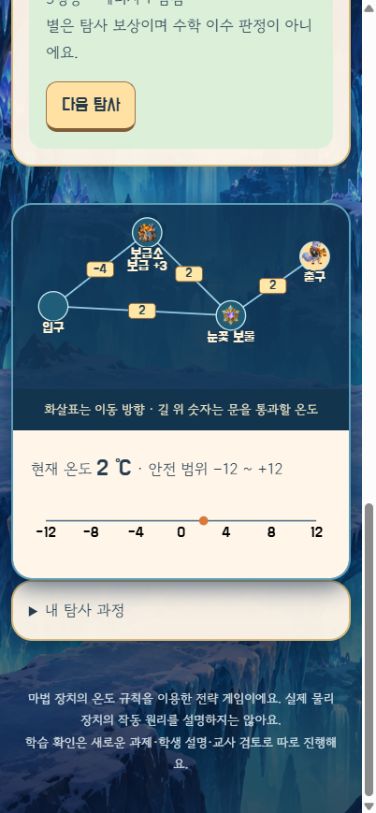 별은 탐사 보상이며 수학 이수 판정이 아니
에요.
다음 탐사
-4
보급소
보급 +3
2
2
출구
입구
2
눈꽃 보물
화살표는 이동 방향 · 길 위 숫자는 문을 통과할 온도
현재 온도 2 ℃ · 안전 범위 −12 ~ +12
-12 -8 -4 0 4 8 12
▶ 내 탐사 과정
마법 장치의 온도 규칙을 이용한 전략 게임이에요. 실제 물리
장치의 작동 원리를 설명하지는 않아요.
학습 확인은 새로운 과제·학생 설명·교사 검토로 따로 진행해
요.